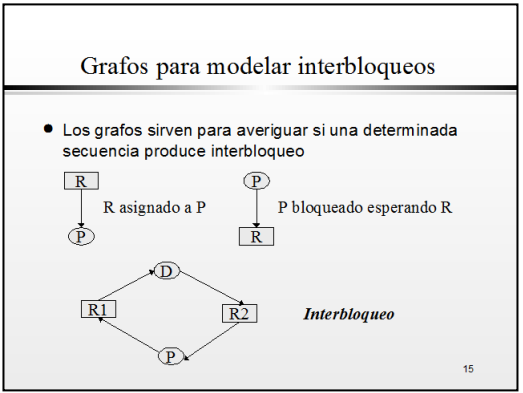 Grafos para modelar interbloqueos
● Los grafos sirven para averiguar si una determinada
secuencia produce interbloqueo
R
R asignado a P
P
P
P bloqueado esperando R
R
D
R1
R2
Interbloqueo
P
15